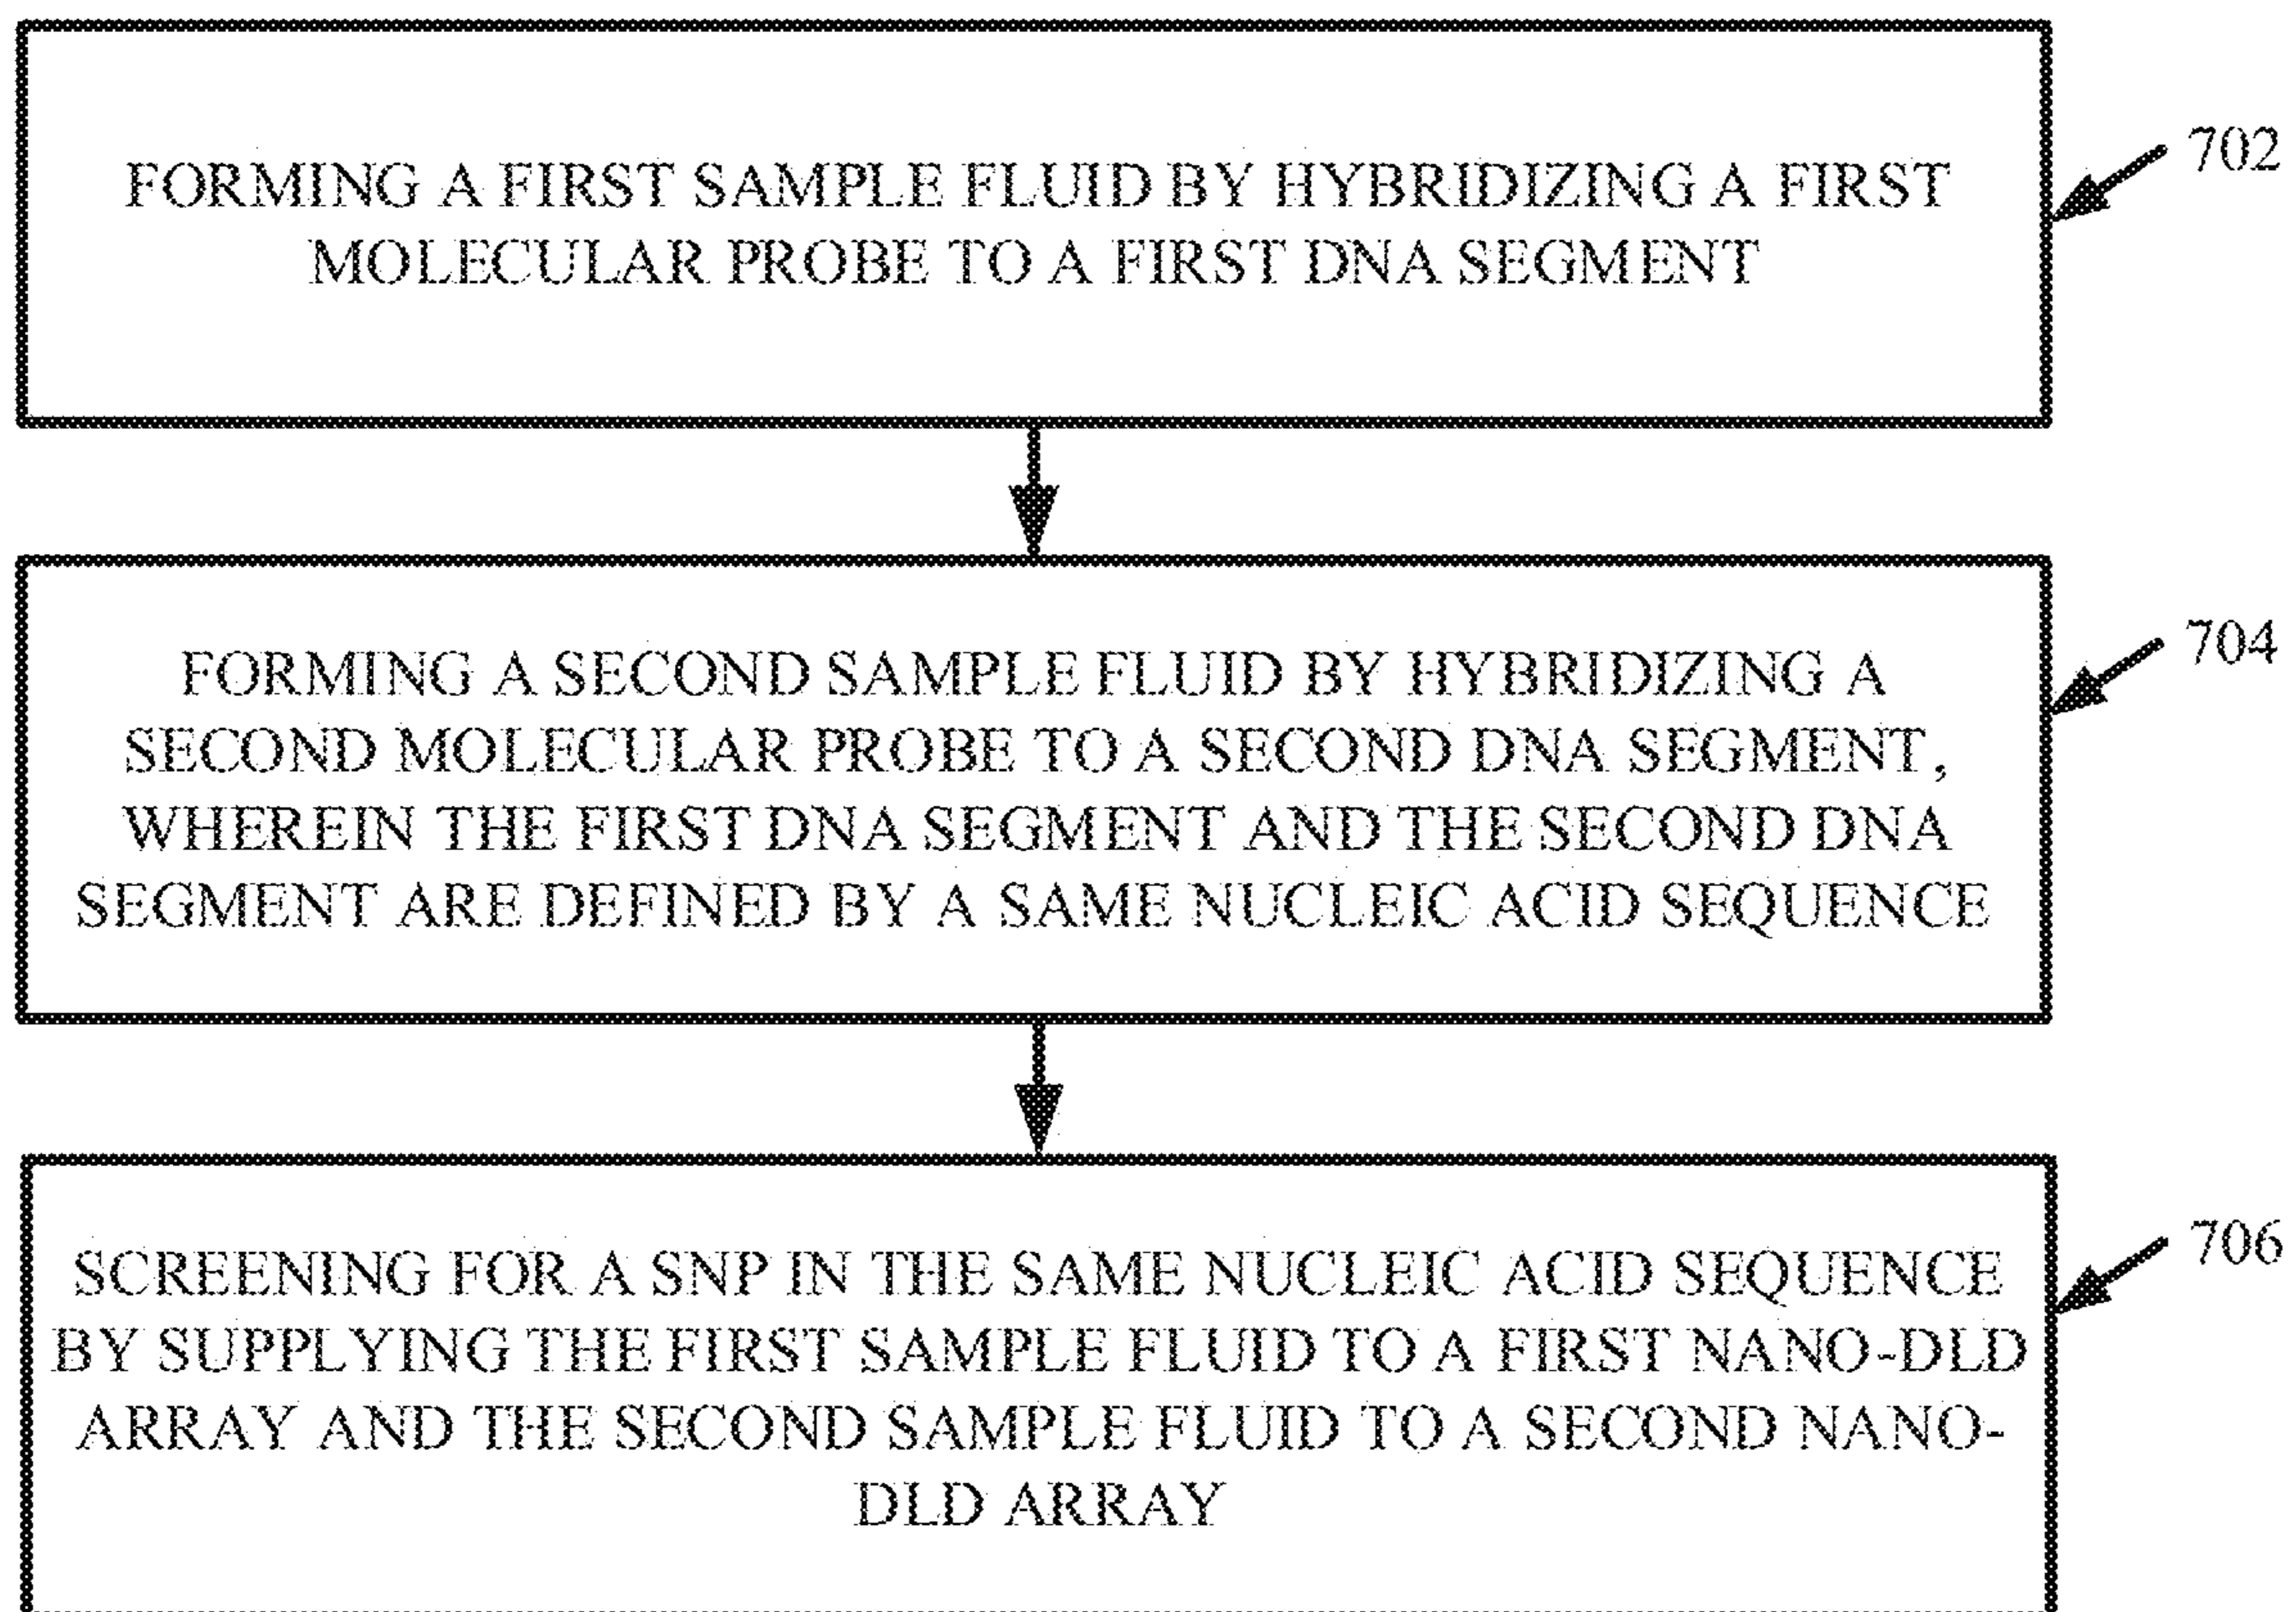 FORMING A FIRST SAMPLE FLUID BY HYBRIDIZING A FIRST
MOLECULAR PROBE TO A FIRST DNA SEGMENT
702
FORMING A SECOND SAMPLE FLUID BY HYBRIDIZING A
SECOND MOLECULAR PROBE TO A SECOND DNA SEGMENT,
WHEREIN THE FIRST DNA SEGMENT AND THE SECOND DNA
SEGMENT ARE DEFINED BY A SAME NUCLEIC ACID SEQUENCE
704
SCREENING FOR A SNP IN THE SAME NUCLEIC ACID SEQUENCE
BY SUPPLYING THE FIRST SAMPLE FLUID TO A FIRST NANO-DLD
ARRAY AND THE SECOND SAMPLE FLUID TO A SECOND NANO-
DLD ARRAY
706